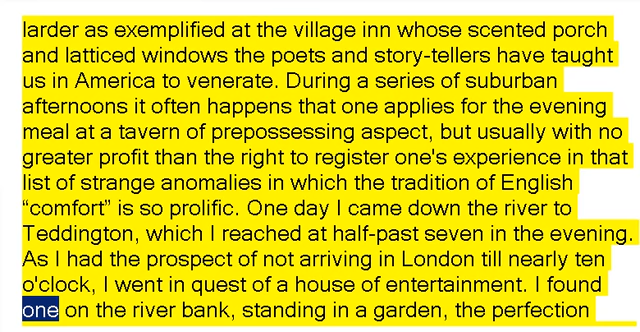 larder as exemplified at the village inn whose scented porch
and latticed windows the poets and story-tellers have taught
us in America to venerate. During a series of suburban
afternoons it often happens that one applies for the evening
meal at a tavern of prepossessing aspect, but usually with no
greater profit than the right to register one's experience in that
list of strange anomalies in which the tradition of English
“comfort” is so prolific. One day I came down the river to
Teddington, which I reached at half-past seven in the evening.
As I had the prospect of not arriving in London till nearly ten
o'clock, I went in quest of a house of entertainment. I found
one on the river bank, standing in a garden, the perfection